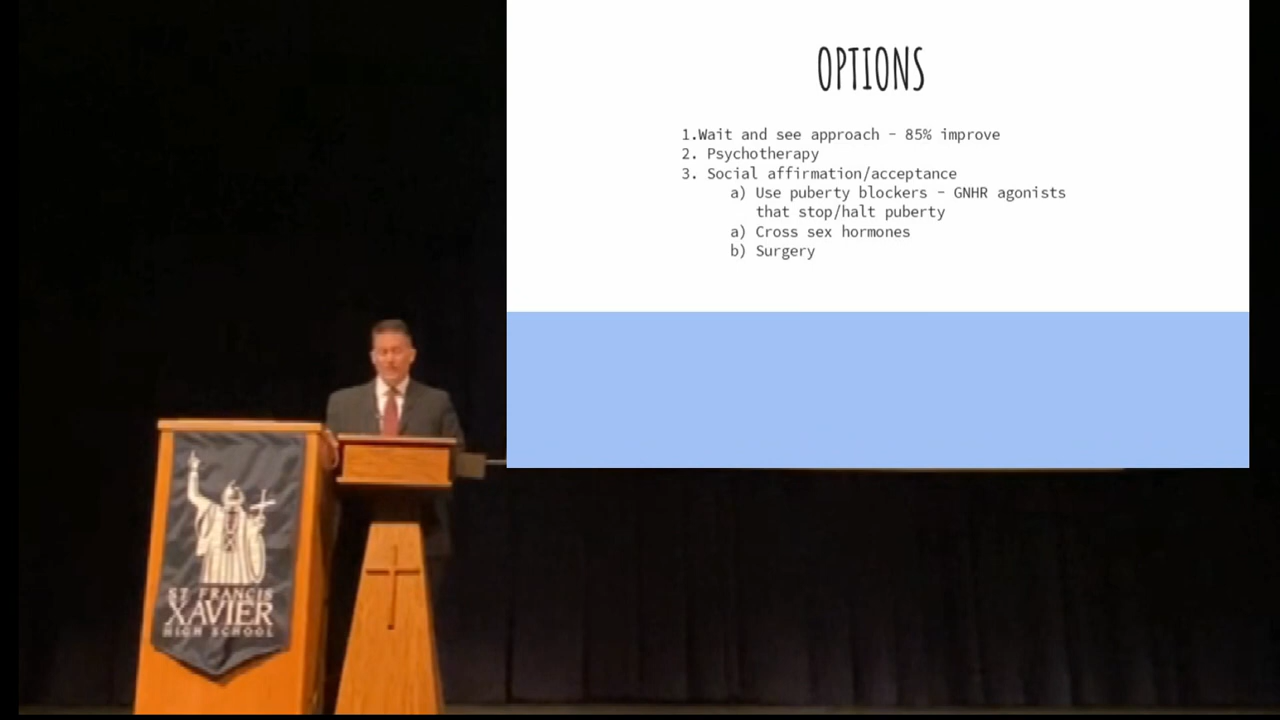 OPTIONS
1.Wait and see approach - 85% improve
2. Psychotherapy
3. Social affirmation/acceptance
a) Use puberty blockers - GNHR agonists
that stop/halt puberty
a) Cross sex hormones
b) Surgery
ST FRANCIS
XAVIER
HIGH SCHOOL